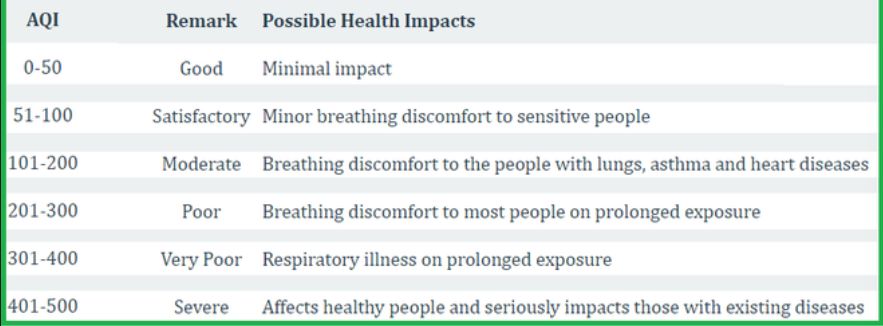 AQI Remark Possible Health Impacts
0-50 Good Minimal impact
51-100 Satisfactory Minor breathing discomfort to sensitive people
101-200 Moderate Breathing discomfort to the people with lungs, asthma and heart diseases
201-300 Poor Breathing discomfort to most people on prolonged exposure
301-400 Very Poor Respiratory illness on prolonged exposure
401-500 Severe Affects healthy people and seriously impacts those with existing diseases